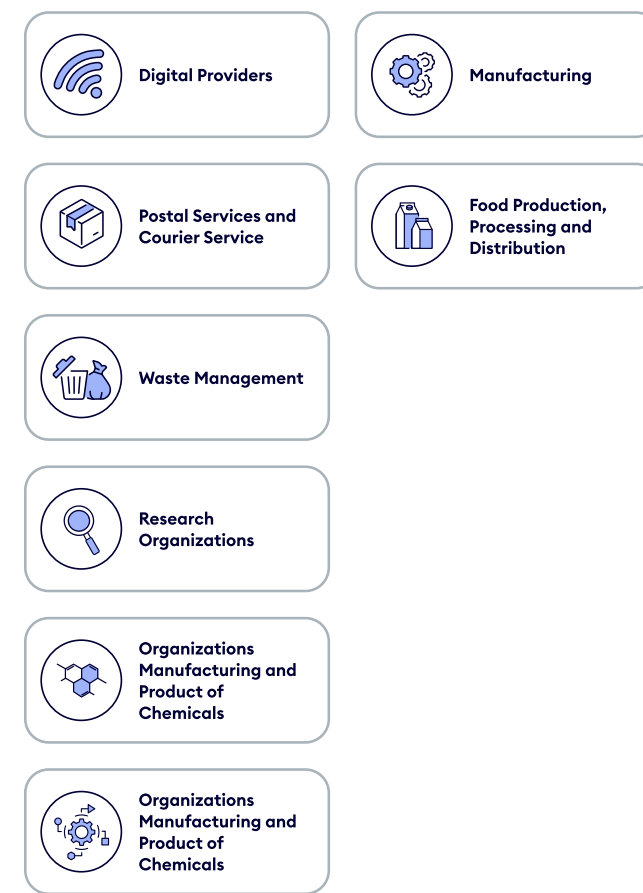 Digital Providers
Manufacturing
Postal Services and
Courier Service
Food Production,
Processing and
Distribution
Waste Management
Research
Organizations
Organizations
Manufacturing and
Product of
Chemicals
Organizations
Manufacturing and
Product of
Chemicals